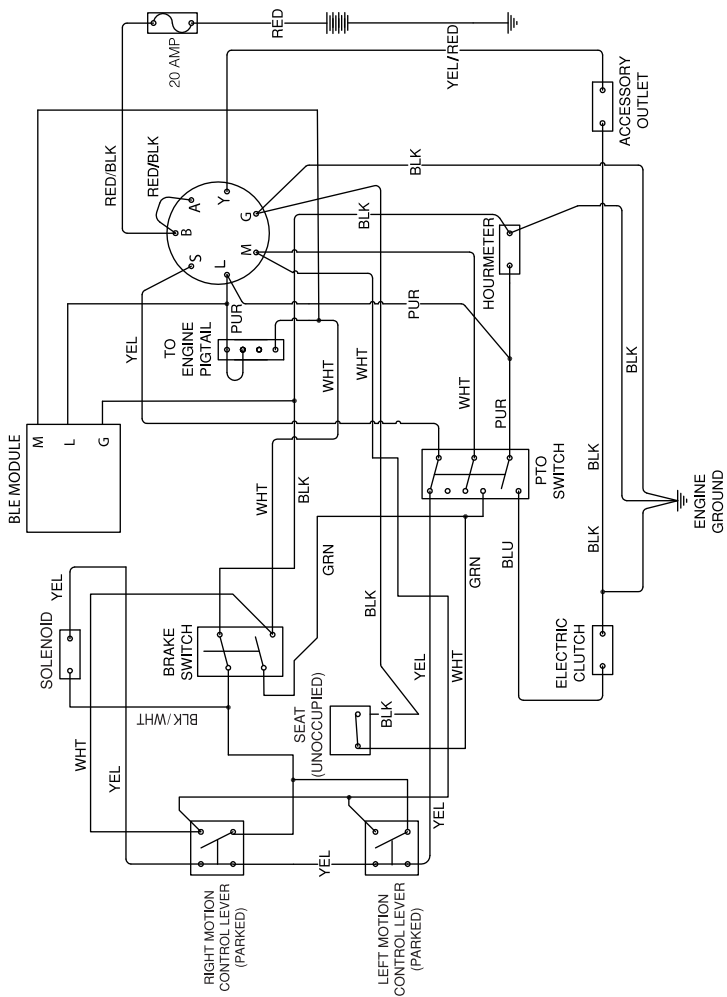 RED
20 AMP
YEL/RED
ACCESSORY
OUTLET
RED/BLK
RED/BLK
BLK
A
B
Y
S
G
L
M
BLK
HOURMETER
PUR
PUR
YEL
TO
ENGINE
PIGTAIL
WHT
WHT
WHT
PUR
BLK
BLE MODULE
M
L
G
PTO
SWITCH
WHT
BLK
GRN
GRN
BLU
BLK
BLK
ENGINE
GROUND
SOLENOID
YEL
BRAKE
SWITCH
BLK
YEL
WHT
ELECTRIC
CLUTCH
BLK/WHT
SEAT
(UNOCCUPIED)
BLK
WHT
YEL
YEL
YEL
RIGHT MOTION
CONTROL LEVER
(PARKED)
LEFT MOTION
CONTROL LEVER
(PARKED)